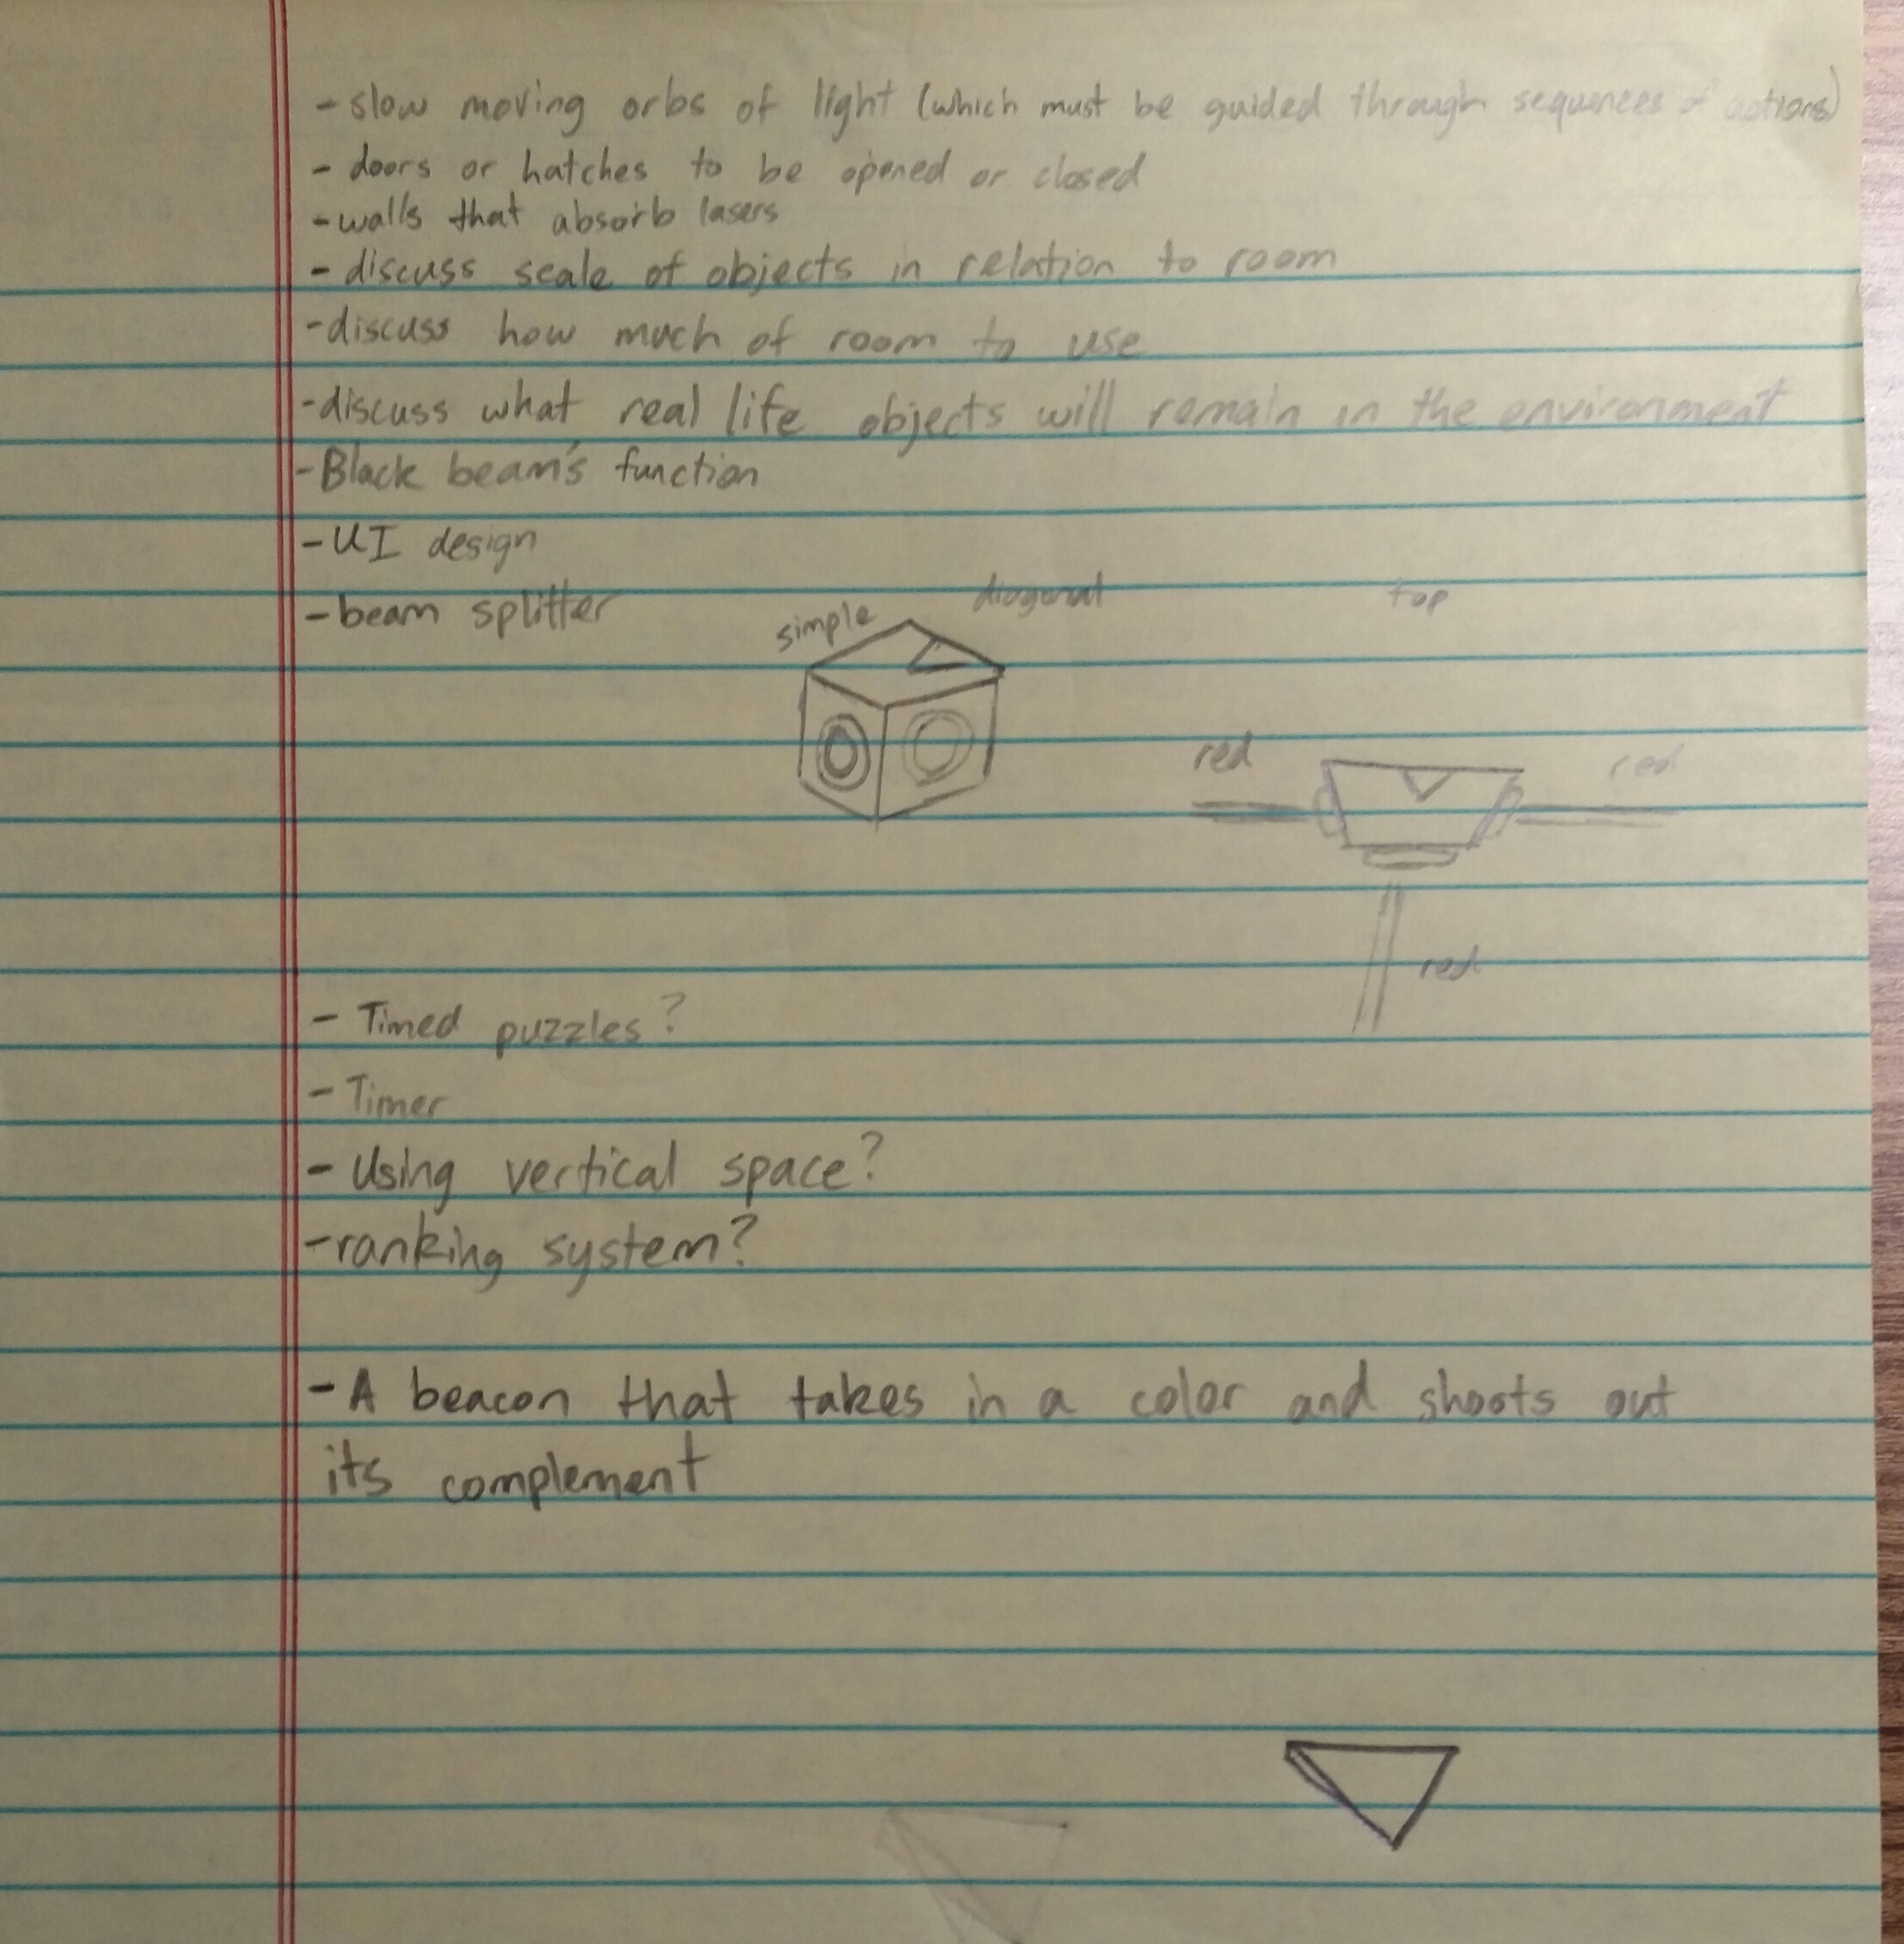 - slow moving orbs of light (which must be guided through sequences of actions)
- doors or hatches to be opened or closed
- walls that absorb lasers
- discuss scale of objects in relation to room
- discuss how much of room to use
- discuss what real life objects will remain in the environment
- Black beam's function
- UI design
- beam splitter
simple
diagonal
top
red
red
red
- Timed puzzles?
- Timer
- Using vertical space?
- ranking system?
- A beacon that takes in a color and shoots out
its complement